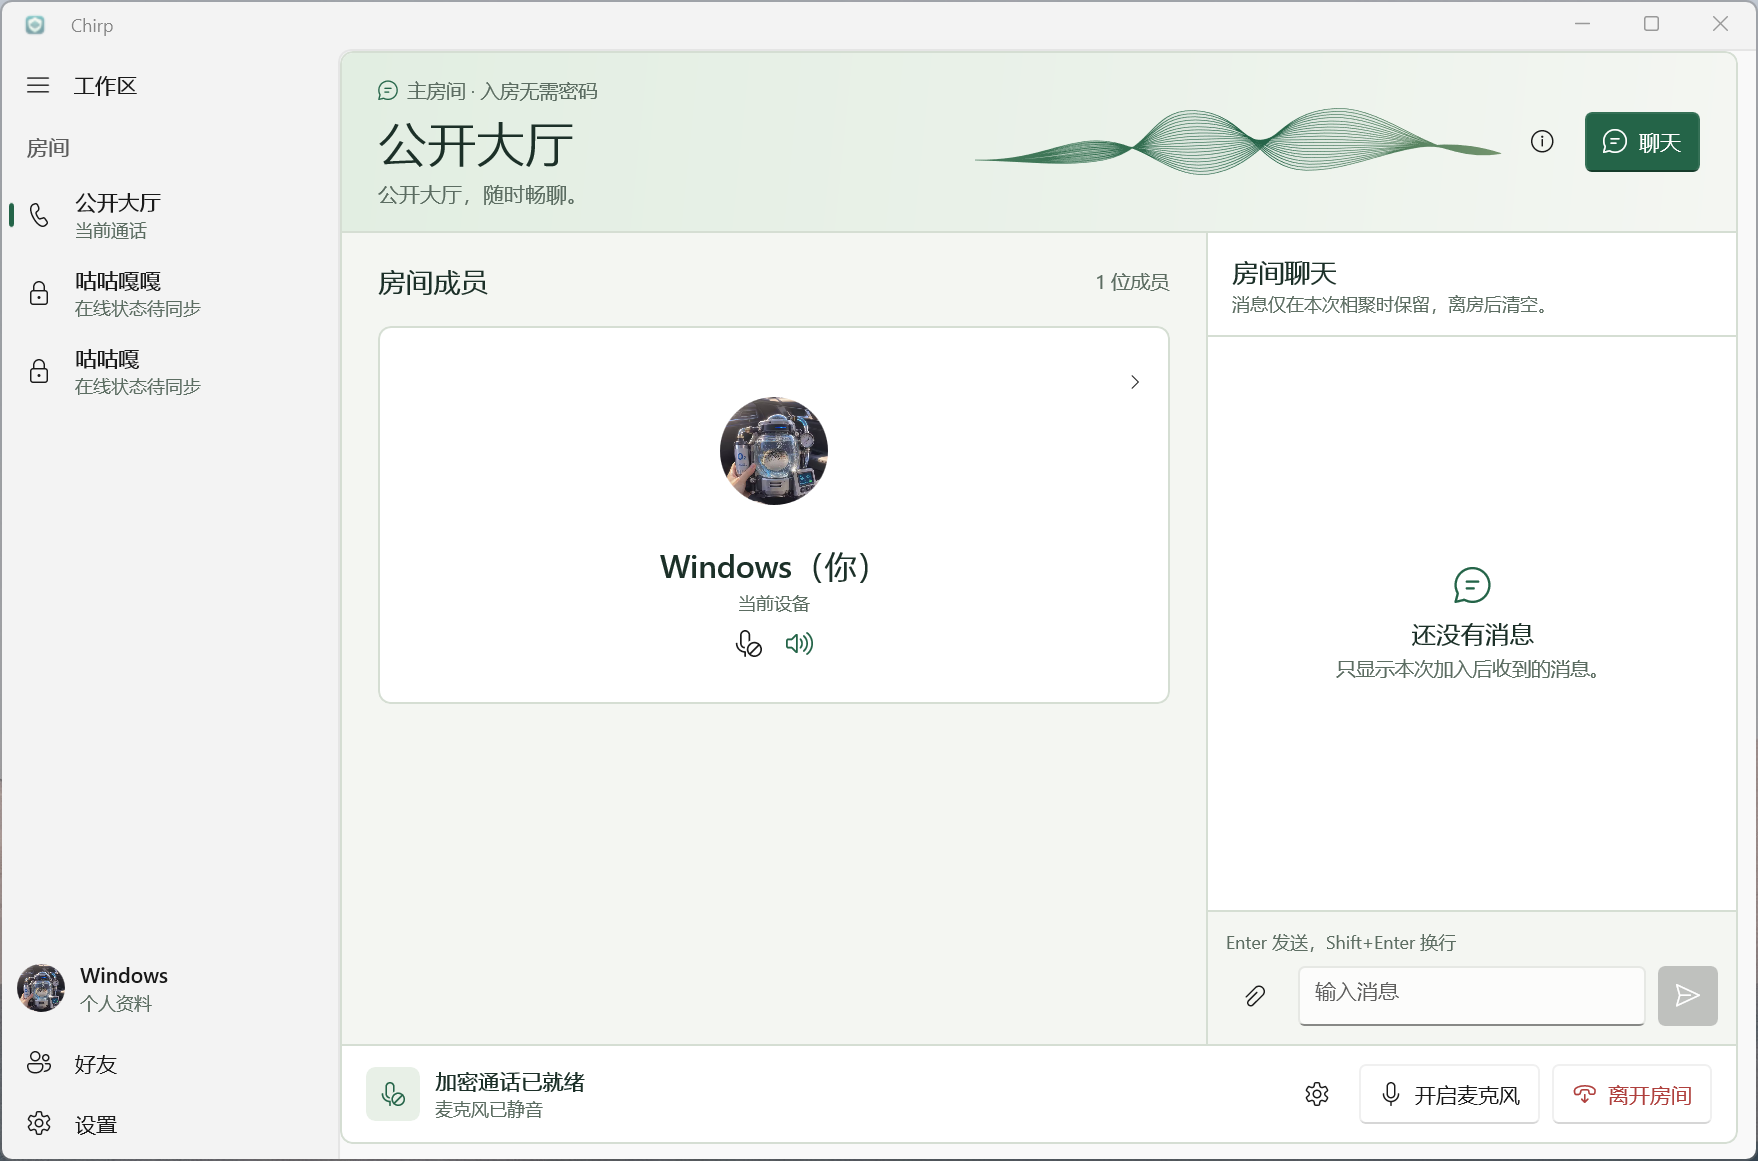 Chirp
工作区
房间
公开大厅
当前通话
咕咕嘎嘎
在线状态待同步
咕咕嘎
在线状态待同步
Windows
个人资料
好友
设置
主房间 · 入房无需密码
公开大厅
公开大厅，随时畅聊。
聊天
房间成员
1 位成员
Windows（你）
当前设备
房间聊天
消息仅在本次相聚时保留，离房后清空。
还没有消息
只显示本次加入后收到的消息。
Enter 发送，Shift+Enter 换行
输入消息
加密通话已就绪
麦克风已静音
开启麦克风
离开房间